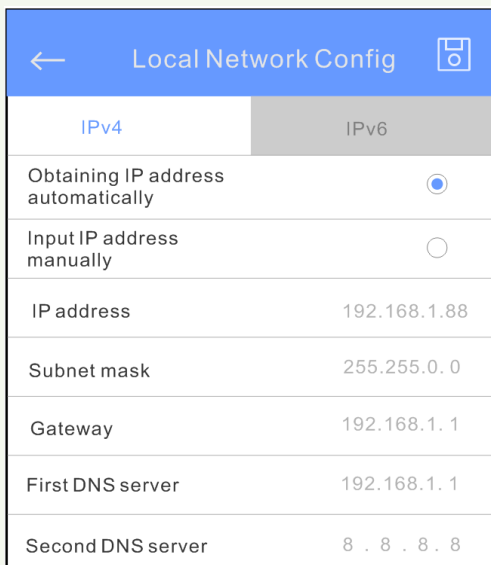 Local Network Config
IPv4 IPv6
Obtaining IP address
automatically
Input IP address
manually
IP address 192.168.1.88
Subnet mask 255.255.0. 0
Gateway 192.168.1. 1
First DNS server 192.168.1. 1
Second DNS server 8 . 8 . 8 . 8